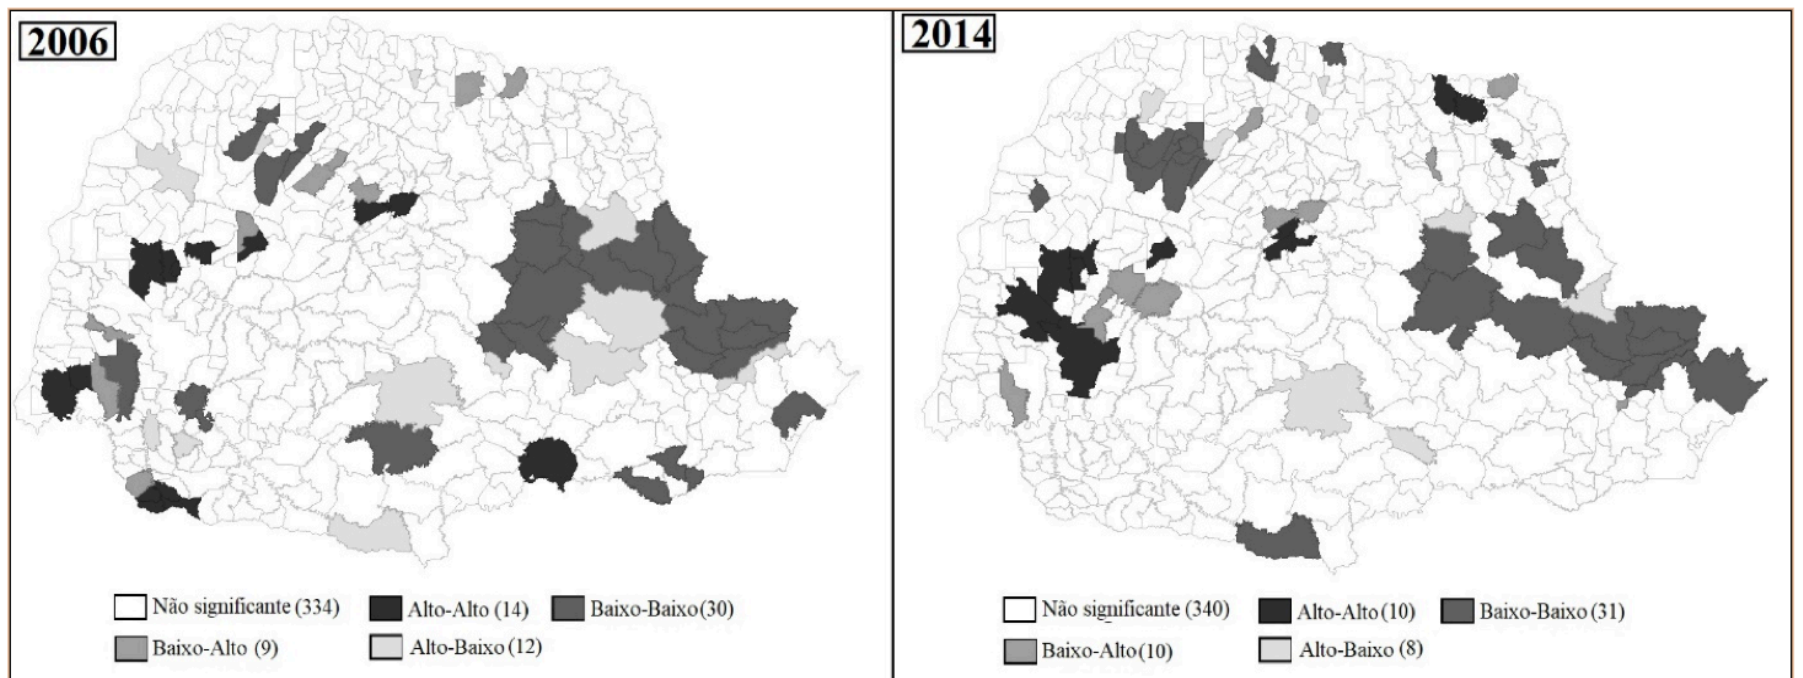 2006
2014
Não significante (334)
Alto-Alto (14)
Baixo-Baixo (30)
Baixo-Alto (9)
Alto-Baixo (12)
Não significante (340)
Alto-Alto (10)
Baixo-Baixo (31)
Baixo-Alto (10)
Alto-Baixo (8)